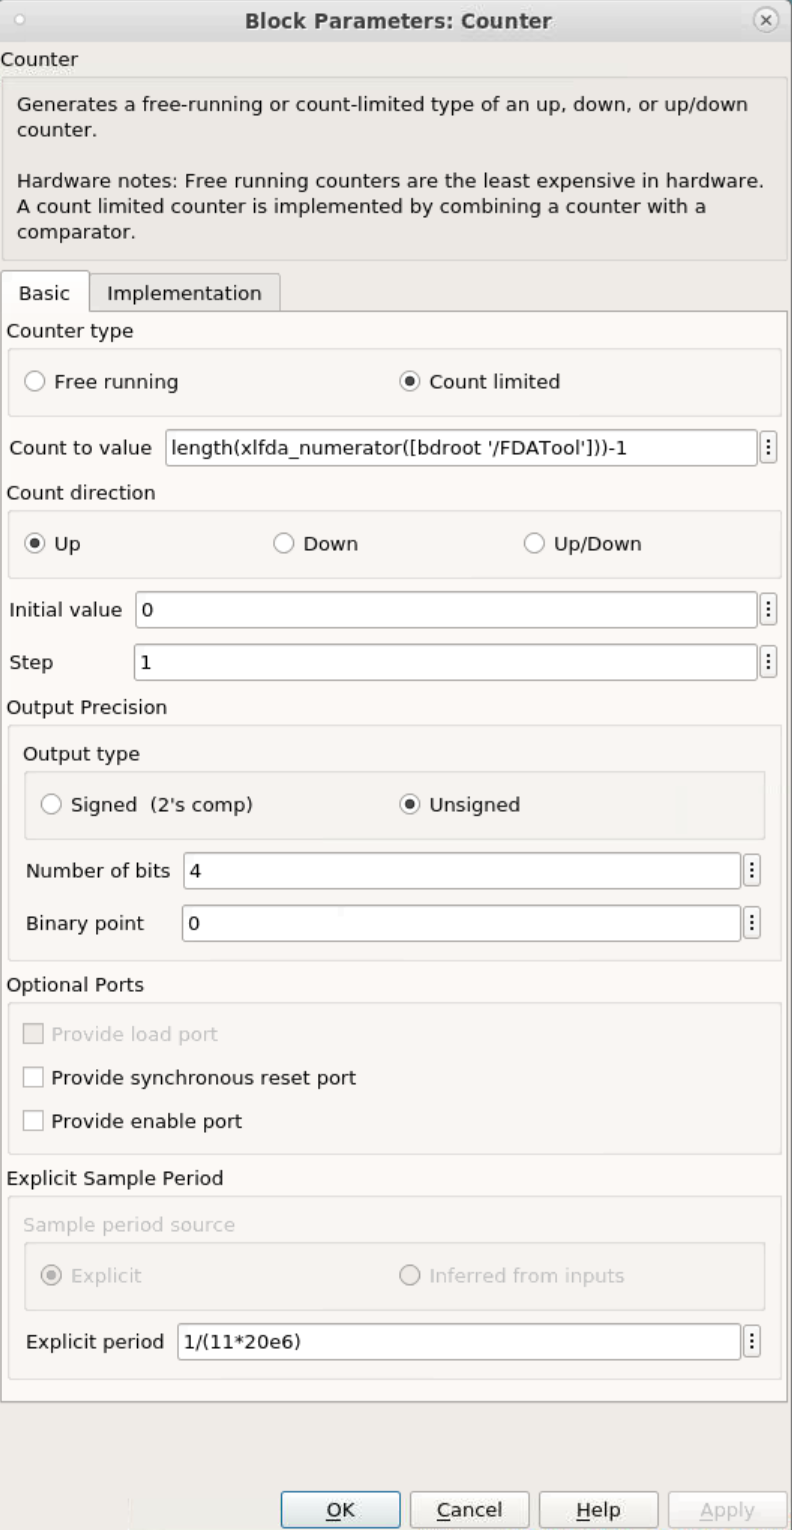 Block Parameters: Counter
Counter
Generates a free-running or count-limited type of an up, down, or up/down
counter.
Hardware notes: Free running counters are the least expensive in hardware.
A count limited counter is implemented by combining a counter with a
comparator.
Basic Implementation
Counter type
Free running Count limited
Count to value length(xlfda_numerator([bdroot '/FDATool']))-1
Count direction
Up Down Up/Down
Initial value 0
Step 1
Output Precision
Output type
Signed (2's comp) Unsigned
Number of bits 4
Binary point 0
Optional Ports
Provide load port
Provide synchronous reset port
Provide enable port
Explicit Sample Period
Sample period source
Explicit Inferred from inputs
Explicit period 1/(11*20e6)
OK Cancel Help Apply